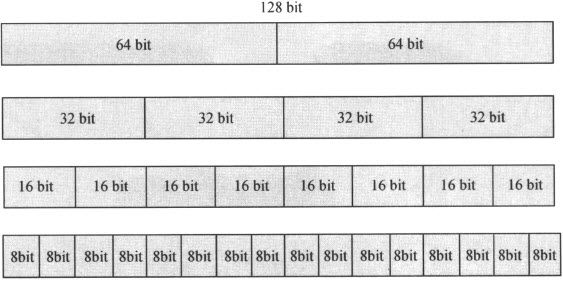 128 bit
64 bit 64 bit
32 bit 32 bit 32 bit 32 bit
16 bit 16 bit 16 bit 16 bit 16 bit 16 bit 16 bit 16 bit
8bit 8bit 8bit 8bit 8bit 8bit 8bit 8bit 8bit 8bit 8bit 8bit 8bit 8bit 8bit 8bit